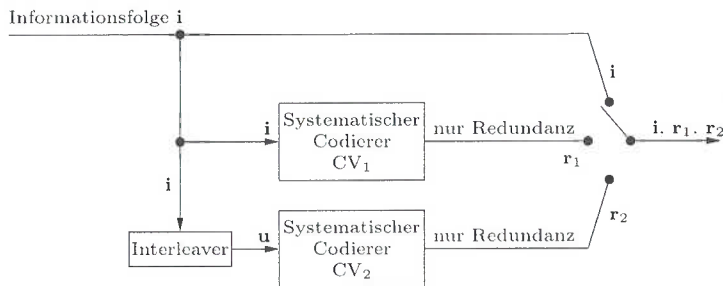 Informationsfolge i
i
i
Systematischer
Codierer
CV₁
nur Redundanz
r₁
i. r₁. r₂
i
Interleaver
u
Systematischer
Codierer
CV₂
nur Redundanz
r₂